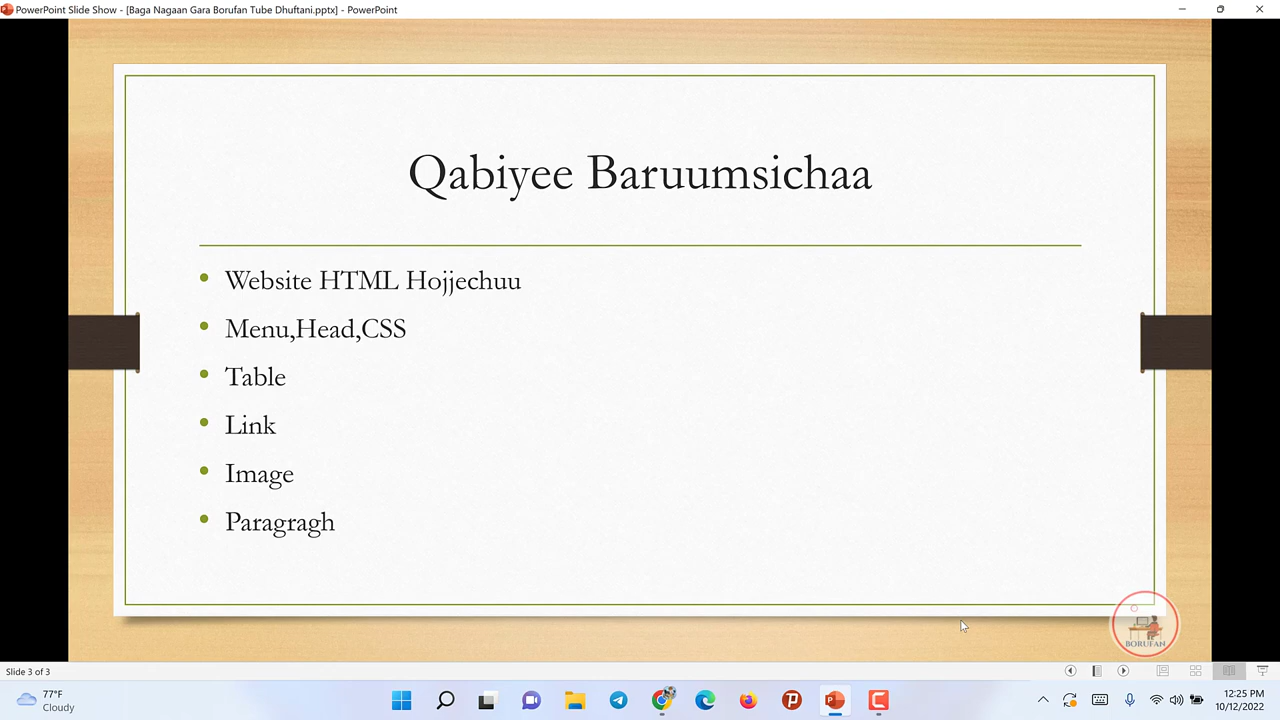 PowerPoint Slide Show - [Baga Nagaan Gara Borufan Tube Dhuftani.pptx] - PowerPoint
Qabiyee Baruumsichaa
Website HTML Hojjechuu
Menu,Head,CSS
Table
Link
Image
Paragragh
BORUFAN
Slide 3 of 3
77°F
Cloudy
12:25 PM
10/12/2022